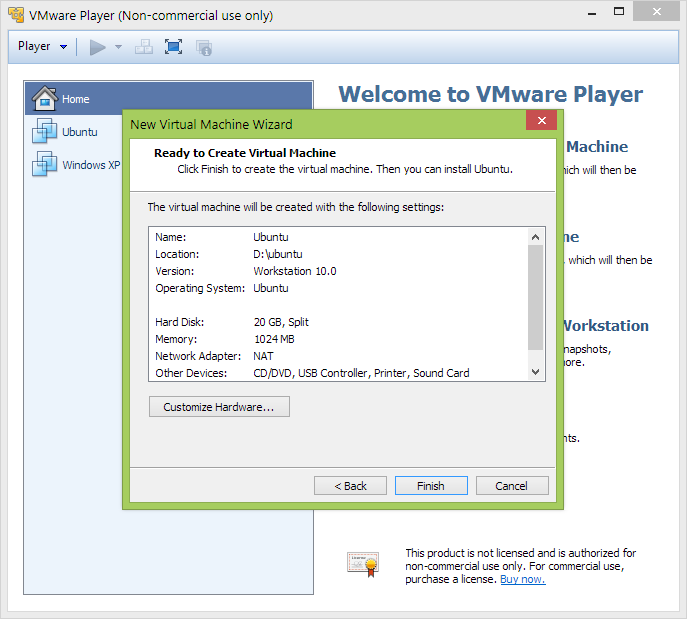 VMware Player (Non-commercial use only)
Player
Home
Ubuntu
Windows XP
Welcome to VMware Player
Machine
which will then be
, which will then be
Workstation
napshots,
New Virtual Machine Wizard
Ready to Create Virtual Machine
Click Finish to create the virtual machine. Then you can install Ubuntu.
The virtual machine will be created with the following settings:
Name: Ubuntu
Location: D:\ubuntu
Version: Workstation 10.0
Operating System: Ubuntu
Hard Disk: 20 GB, Split
Memory: 1024 MB
Network Adapter: NAT
Other Devices: CD/DVD, USB Controller, Printer, Sound Card
Customize Hardware...
< Back
Finish
Cancel
This product is not licensed and is authorized for
non-commercial use only. For commercial use,
purchase a license. Buy now.